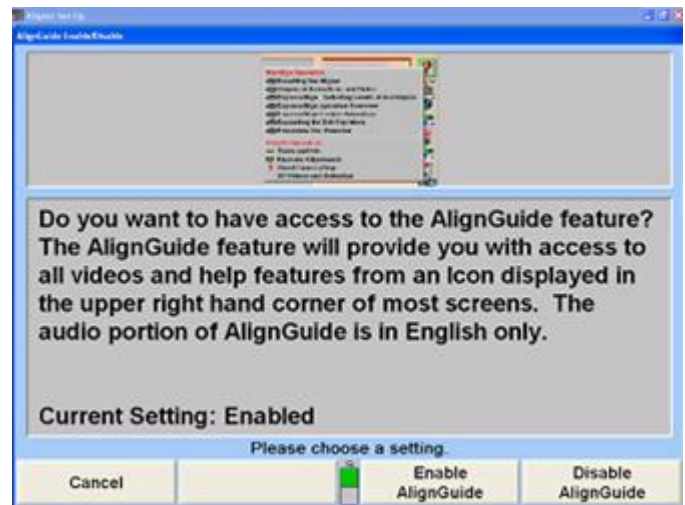 Aligner Set Up
AlignGuide Enable/Disable
Do you want to have access to the AlignGuide feature?
The AlignGuide feature will provide you with access to
all videos and help features from an Icon displayed in
the upper right hand corner of most screens. The
audio portion of AlignGuide is in English only.
Current Setting: Enabled
Please choose a setting.
Cancel
Enable
AlignGuide
Disable
AlignGuide